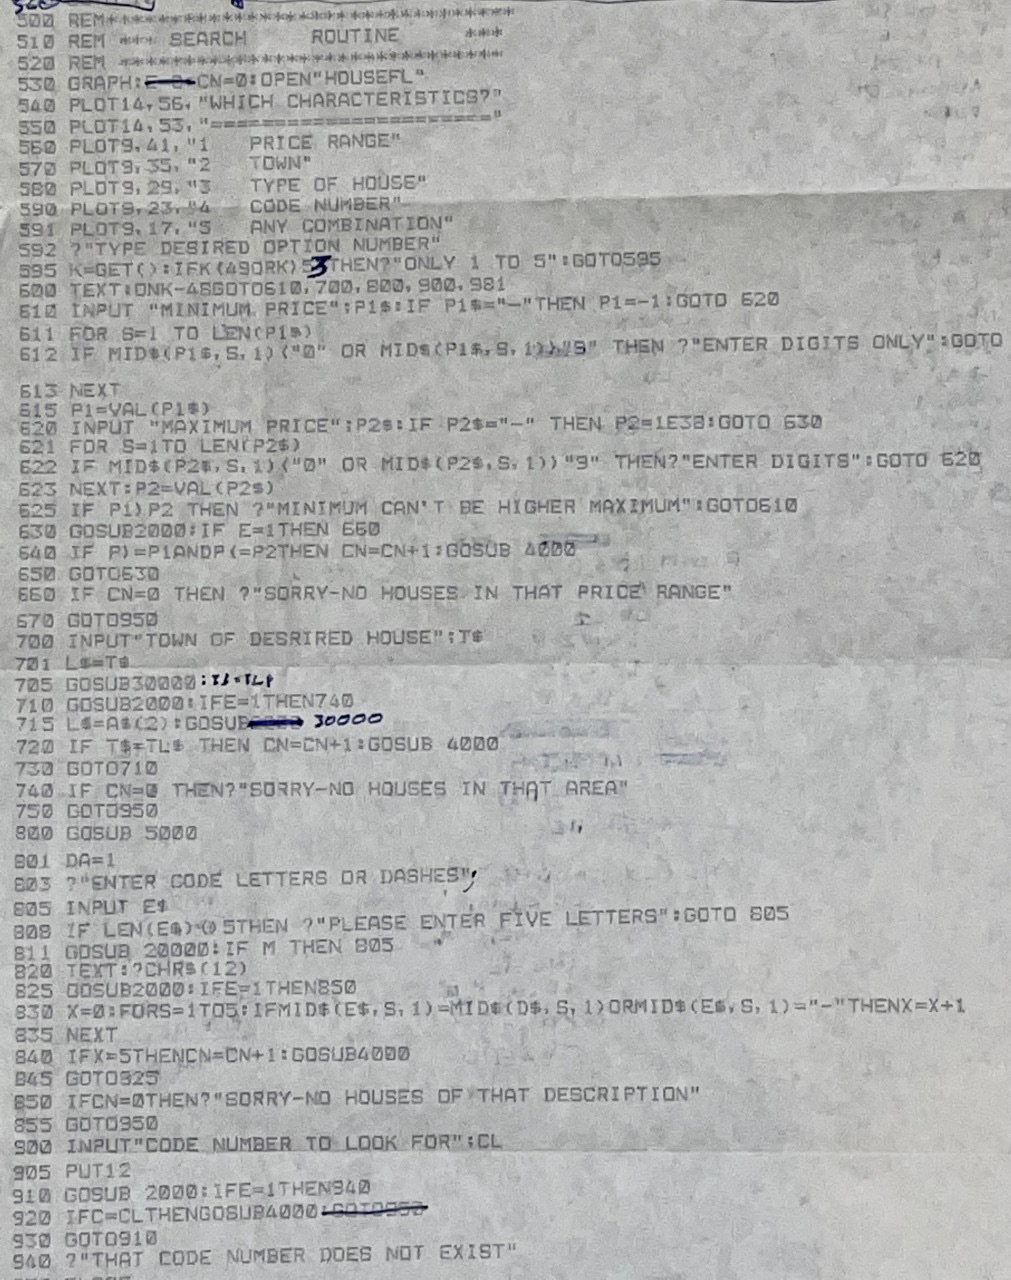 500 REM************************************
510 REM *** SEARCH ROUTINE ***
520 REM ***********************************
530 GRAPH: CN=0:OPEN"HOUSEFL"
540 PLOT14,56,"WHICH CHARACTERISTICS?"
550 PLOT14,53,"======================"
560 PLOT9,41,"1 PRICE RANGE"
570 PLOT9,35,"2 TOWN"
580 PLOT9,29,"3 TYPE OF HOUSE"
590 PLOT9,23,"4 CODE NUMBER"
591 PLOT9,17,"5 ANY COMBINATION"
592 ?"TYPE DESIRED OPTION NUMBER"
595 K=GET():IFK<49ORK>53THEN?"ONLY 1 TO 5":GOTO595
600 TEXT:ONK-48GOTO610,700,800,900,981
610 INPUT "MINIMUM PRICE";P1$:IF P1$="-"THEN P1=-1:GOTO 620
611 FOR S=1 TO LEN(P1$)
612 IF MID$(P1$,S,1)<"0" OR MID$(P1$,S,1)>"9" THEN ?"ENTER DIGITS ONLY":GOTO
613 NEXT
615 P1=VAL(P1$)
620 INPUT "MAXIMUM PRICE";P2$:IF P2$="-" THEN P2=1E38:GOTO 630
621 FOR S=1TO LEN(P2$)
622 IF MID$(P2$,S,1)<"0" OR MID$(P2$,S,1)>"9" THEN?"ENTER DIGITS":GOTO 620
623 NEXT:P2=VAL(P2$)
625 IF P1>P2 THEN ?"MINIMUM CAN'T BE HIGHER MAXIMUM":GOTO610
630 GOSUB2000:IF E=1THEN 660
640 IF P>=P1ANDP<=P2THEN CN=CN+1:GOSUB 4000
650 GOTO630
660 IF CN=0 THEN ?"SORRY-NO HOUSES IN THAT PRICE RANGE"
670 GOTO950
700 INPUT"TOWN OF DESRIRED HOUSE";T$
701 L$=T$
705 GOSUB30000:T$=TL$
710 GOSUB2000:IFE=1THEN740
715 L$=A$(2):GOSUB 30000
720 IF T$=TL$ THEN CN=CN+1:GOSUB 4000
730 GOTO710
740 IF CN=0 THEN?"SORRY-NO HOUSES IN THAT AREA"
750 GOTO950
800 GOSUB 5000
801 DA=1
803 ?"ENTER CODE LETTERS OR DASHES";
805 INPUT E$
808 IF LEN(E$)<>5THEN ?"PLEASE ENTER FIVE LETTERS":GOTO 805
811 GOSUB 20000:IF M THEN 805
820 TEXT:?CHR$(12)
825 GOSUB2000:IFE=1THEN850
830 X=0:FORS=1TO5:IFMID$(E$,S,1)=MID$(D$,S,1)ORMID$(E$,S,1)="-"THENX=X+1
835 NEXT
840 IFX=5THENCN=CN+1:GOSUB4000
845 GOTO825
850 IFCN=0THEN?"SORRY-NO HOUSES OF THAT DESCRIPTION"
855 GOTO950
900 INPUT"CODE NUMBER TO LOOK FOR";CL
905 PUT12
910 GOSUB 2000:IFE=1THEN940
920 IFC=CLTHENGOSUB4000:GOTO950
930 GOTO910
940 ?"THAT CODE NUMBER DOES NOT EXIST"